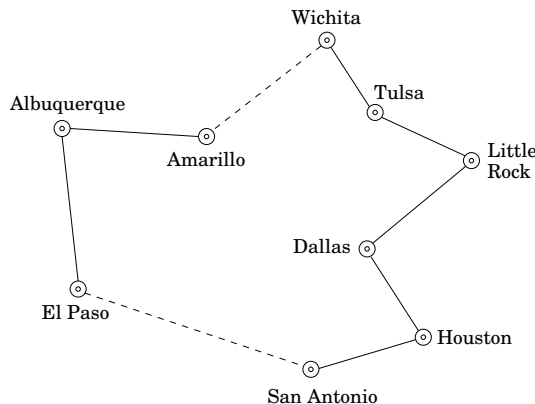 Wichita
Albuquerque
Tulsa
Amarillo
Little
Rock
Dallas
El Paso
Houston
San Antonio